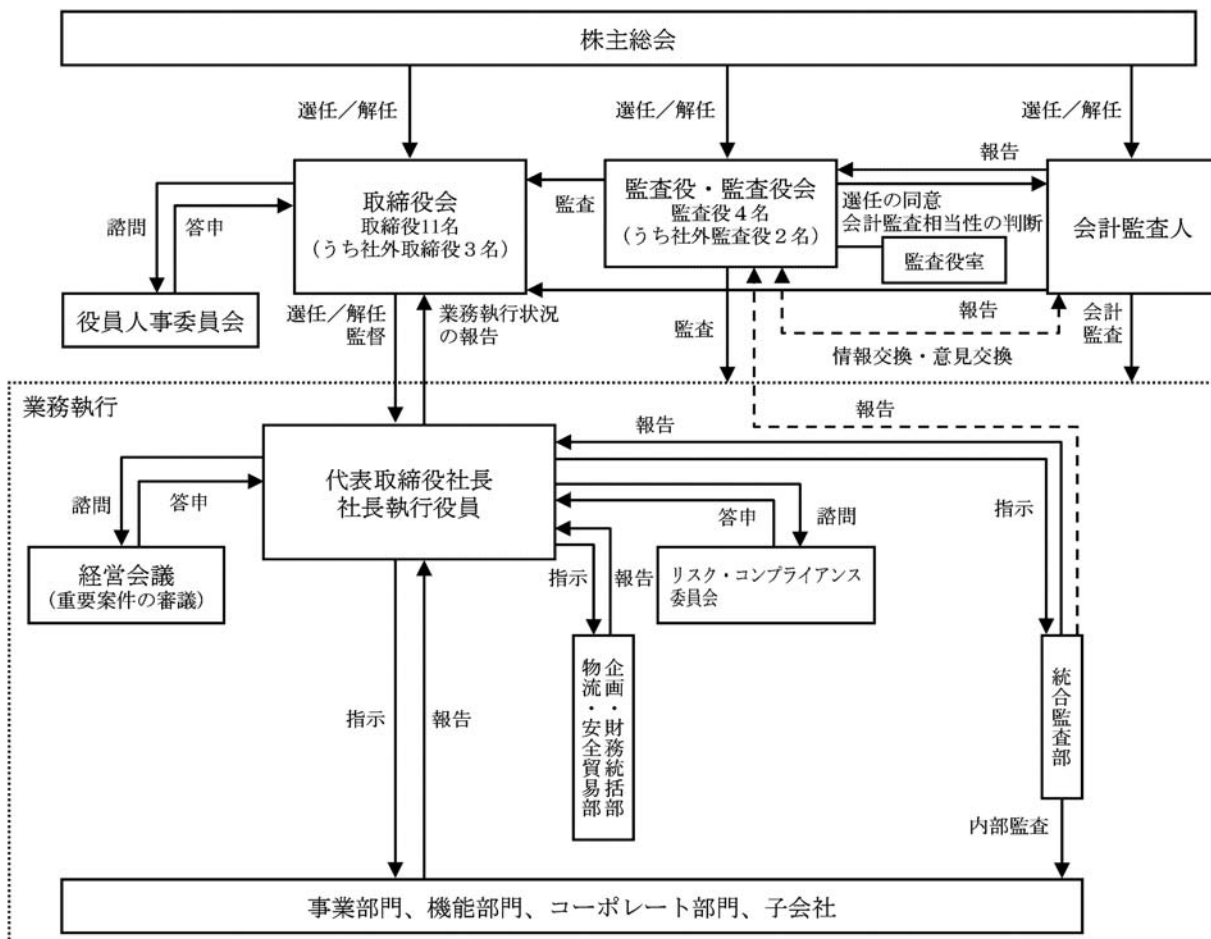 株主総会
選任／解任
選任／解任
選任／解任
取締役会
取締役11名
（うち社外取締役３名）
監査
監査役・監査役会
監査役４名
（うち社外監査役２名）
報告
選任の同意
会計監査相当性の判断
監査役室
会計監査人
諮問
答申
役員人事委員会
選任／解任
監督
業務執行状況
の報告
監査
報告
会計
監査
情報交換・意見交換
業務執行
報告
報告
代表取締役社長
社長執行役員
諮問
答申
経営会議
（重要案件の審議）
指示
報告
答申
諮問
リスク・コンプライアンス
委員会
指示
企画・財務統括部
物流・安全貿易部
統合監査部
指示
報告
内部監査
事業部門、機能部門、コーポレート部門、子会社